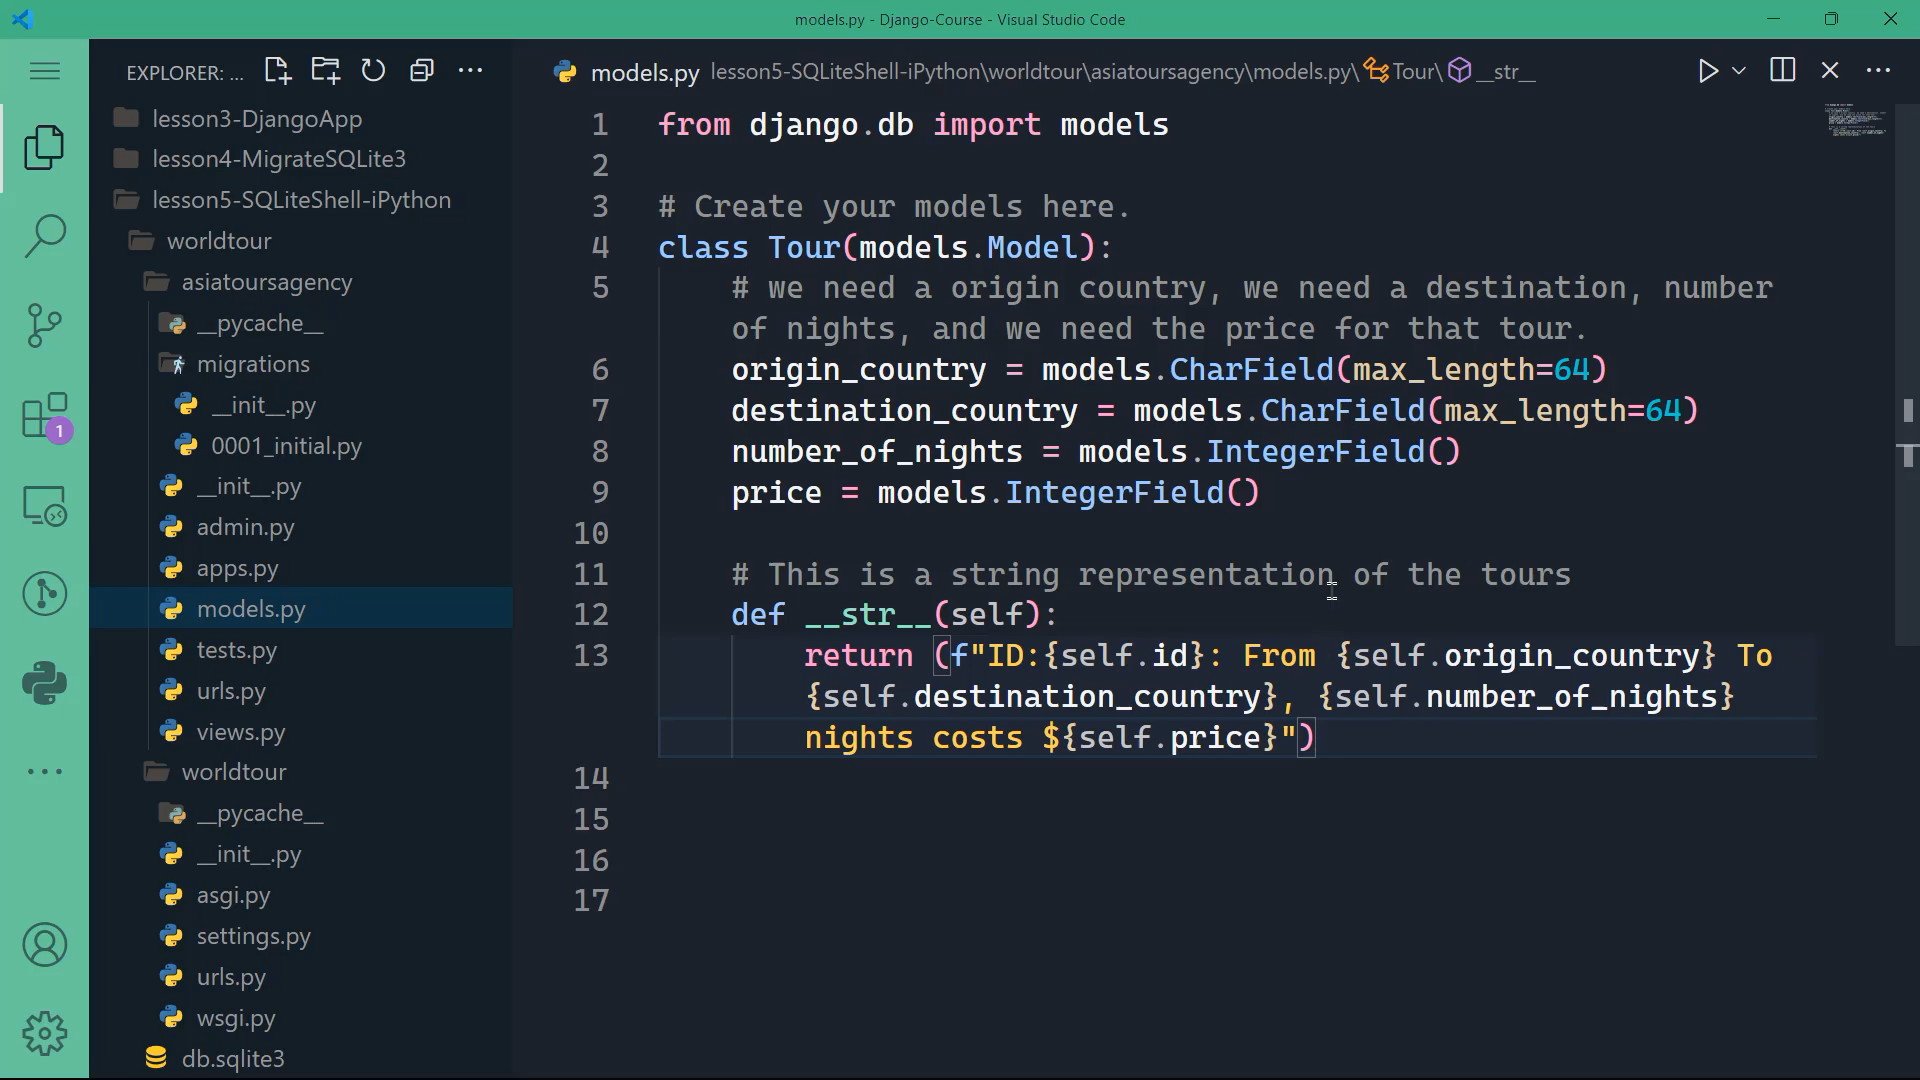 models.py - Django-Course - Visual Studio Code
EXPLORER: ...
lesson3-DjangoApp
lesson4-MigrateSQLite3
lesson5-SQLiteShell-iPython
worldtour
asiatoursagency
__pycache__
migrations
__init__.py
0001_initial.py
__init__.py
admin.py
apps.py
models.py
tests.py
urls.py
views.py
worldtour
__pycache__
__init__.py
asgi.py
settings.py
urls.py
wsgi.py
db.sqlite3
1
models.py lesson5-SQLiteShell-iPython\worldtour\asiatoursagency\models.py\Tour\__str__
1 from django.db import models
2
3 # Create your models here.
4 class Tour(models.Model):
5 # we need a origin country, we need a destination, number
of nights, and we need the price for that tour.
6 origin_country = models.CharField(max_length=64)
7 destination_country = models.CharField(max_length=64)
8 number_of_nights = models.IntegerField()
9 price = models.IntegerField()
10
11 # This is a string representation of the tours
12 def __str__(self):
13 return (f"ID:{self.id}: From {self.origin_country} To
{self.destination_country}, {self.number_of_nights}
nights costs ${self.price}")
14
15
16
17